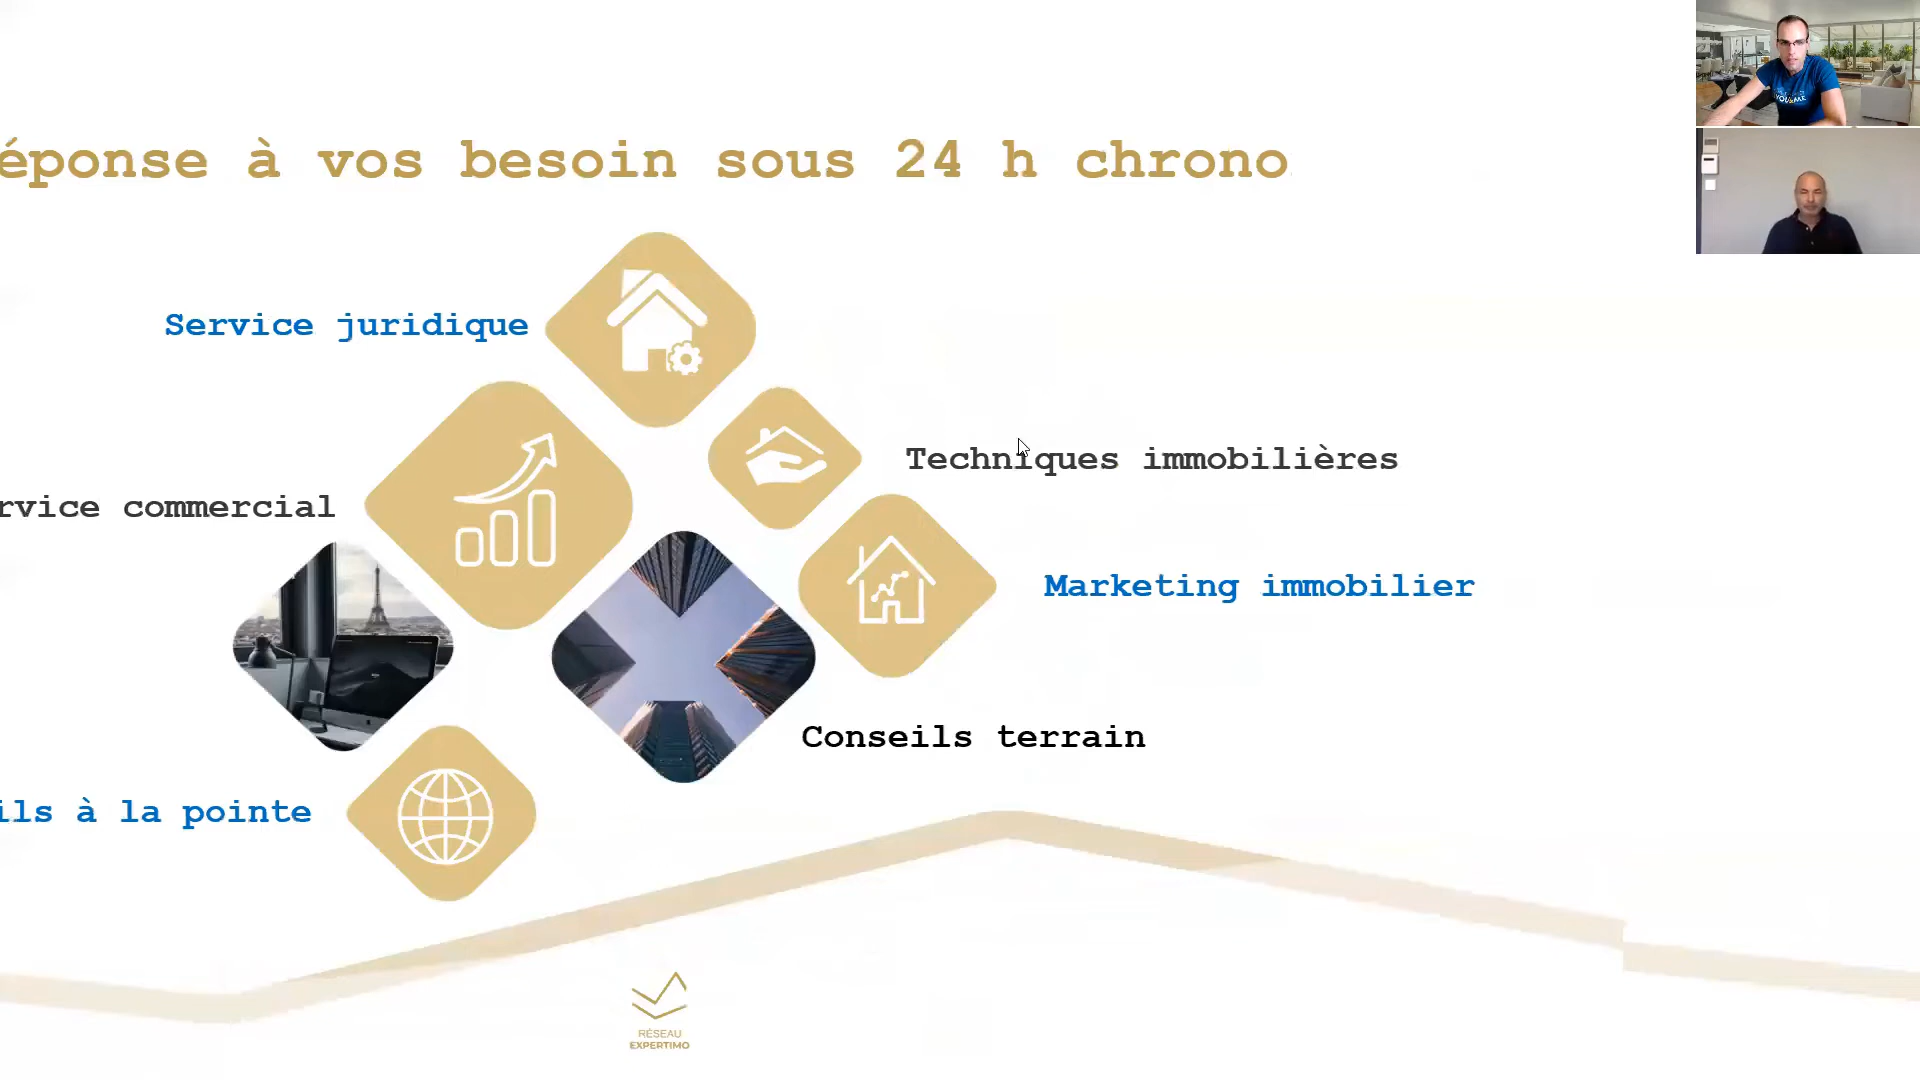 éponse à vos besoin sous 24 h chrono
Service juridique
Techniques immobilières
rvice commercial
Marketing immobilier
Conseils terrain
ils à la pointe
RÉSEAU
EXPERTIMO